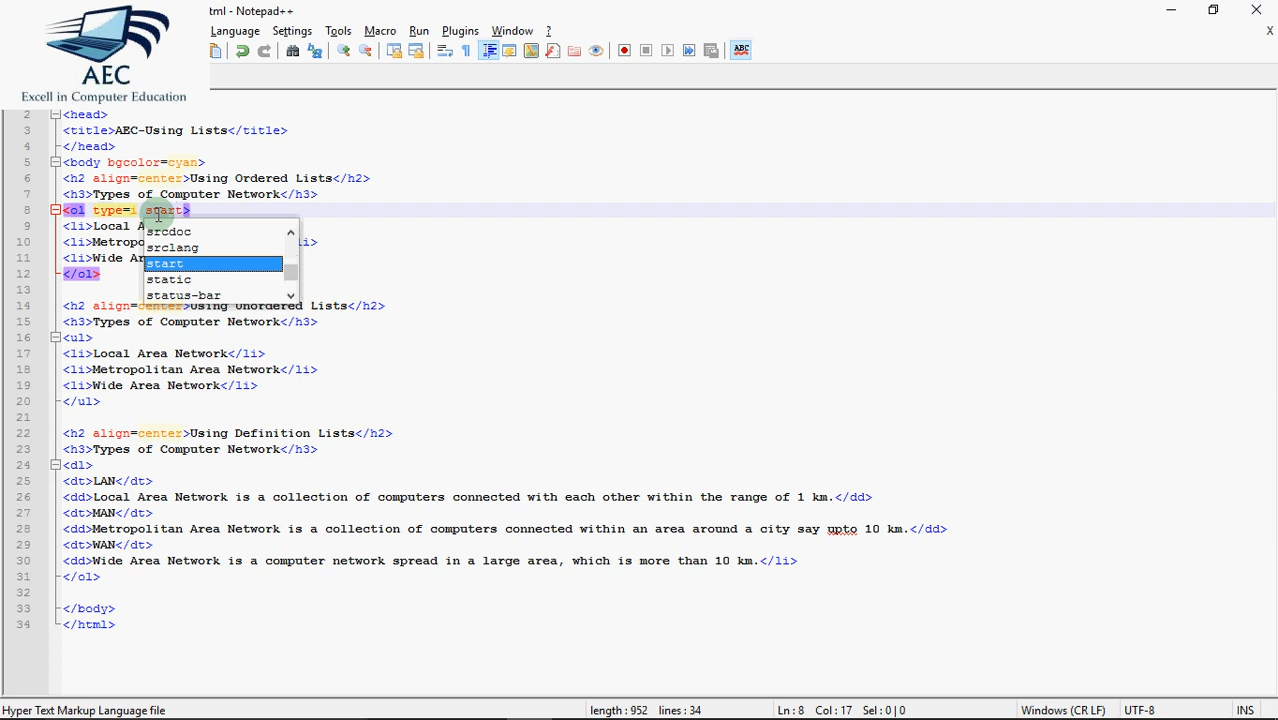 tml - Notepad++
Language Settings Tools Macro Run Plugins Window ?
X
ABC
AEC
Excell in Computer Education
2 <head>
3 <title>AEC-Using Lists</title>
4 </head>
5 <body bgcolor=cyan>
6 <h2 align=center>Using Ordered Lists</h2>
7 <h3>Types of Computer Network</h3>
8 <ol type=i start>
9 <li>Local A
10 <li>Metropo li>
11 <li>Wide Ar
12 </ol>
srcdoc
srclang
start
static
status-bar
13
14 <h2 align=center>Using Unordered Lists</h2>
15 <h3>Types of Computer Network</h3>
16 <ul>
17 <li>Local Area Network</li>
18 <li>Metropolitan Area Network</li>
19 <li>Wide Area Network</li>
20 </ul>
21
22 <h2 align=center>Using Definition Lists</h2>
23 <h3>Types of Computer Network</h3>
24 <dl>
25 <dt>LAN</dt>
26 <dd>Local Area Network is a collection of computers connected with each other within the range of 1 km.</dd>
27 <dt>MAN</dt>
28 <dd>Metropolitan Area Network is a collection of computers connected within an area around a city say upto 10 km.</dd>
29 <dt>WAN</dt>
30 <dd>Wide Area Network is a computer network spread in a large area, which is more than 10 km.</li>
31 </ol>
32
33 </body>
34 </html>
Hyper Text Markup Language file length : 952 lines : 34 Ln : 8 Col : 17 Sel : 0 | 0 Windows (CR LF) UTF-8 INS